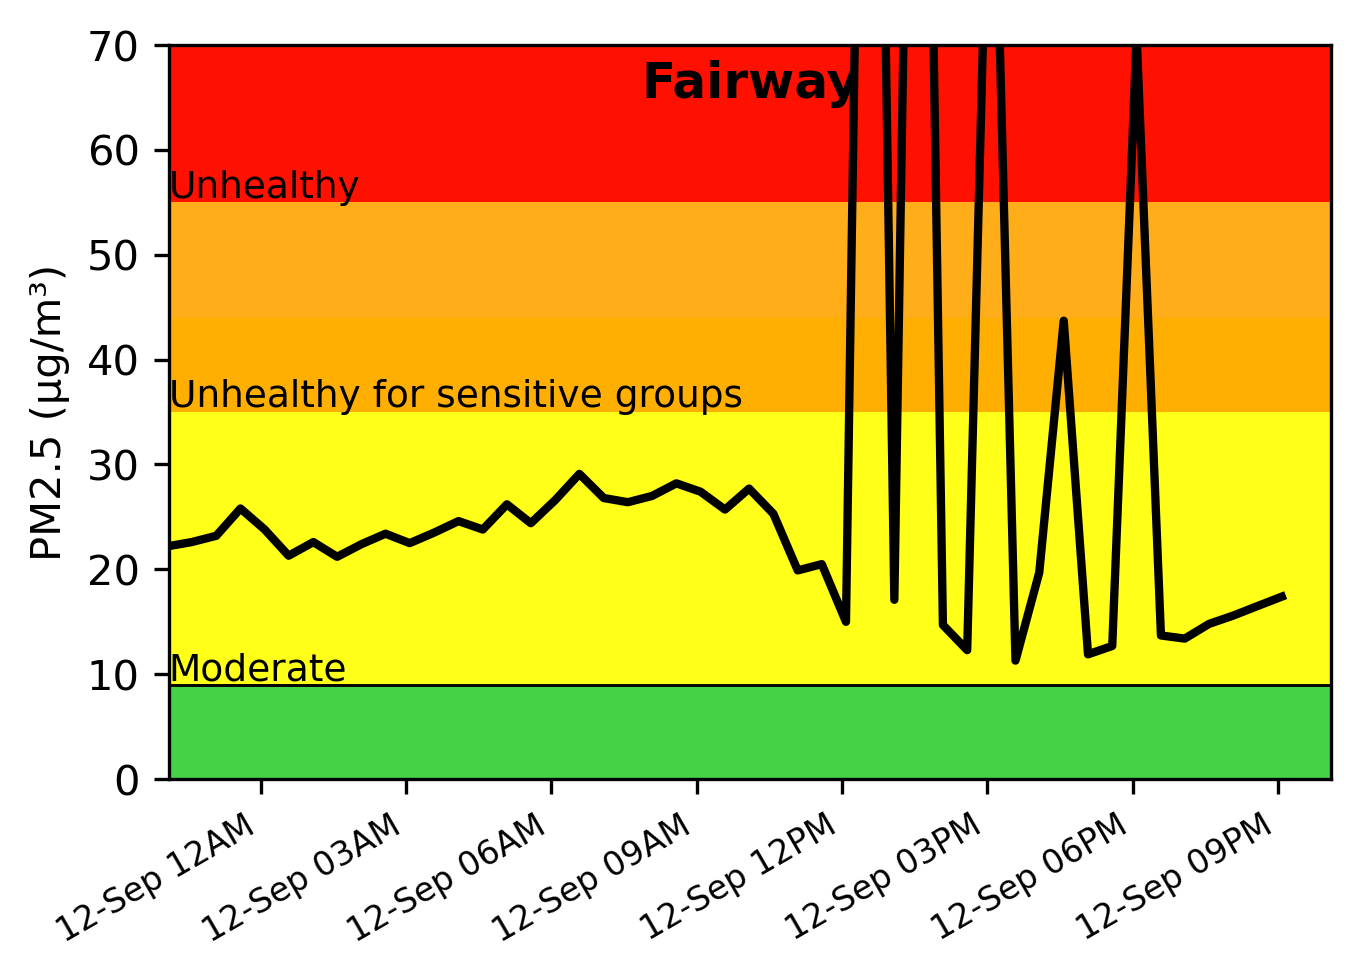 Fairway
70
60
50
40
30
20
10
0
PM2.5 (µg/m³)
Unhealthy
Unhealthy for sensitive groups
Moderate
12-Sep 12AM
12-Sep 03AM
12-Sep 06AM
12-Sep 09AM
12-Sep 12PM
12-Sep 03PM
12-Sep 06PM
12-Sep 09PM